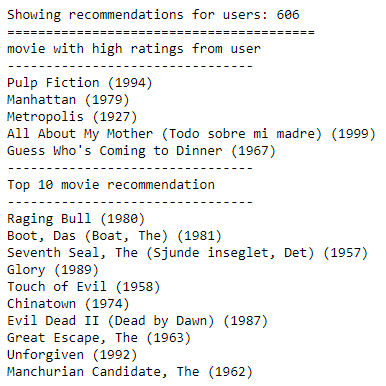 Showing recommendations for users: 606
========================================
movie with high ratings from user
--------------------------------
Pulp Fiction (1994)
Manhattan (1979)
Metropolis (1927)
All About My Mother (Todo sobre mi madre) (1999)
Guess Who's Coming to Dinner (1967)
--------------------------------
Top 10 movie recommendation
--------------------------------
Raging Bull (1980)
Boot, Das (Boat, The) (1981)
Seventh Seal, The (Sjunde inseglet, Det) (1957)
Glory (1989)
Touch of Evil (1958)
Chinatown (1974)
Evil Dead II (Dead by Dawn) (1987)
Great Escape, The (1963)
Unforgiven (1992)
Manchurian Candidate, The (1962)